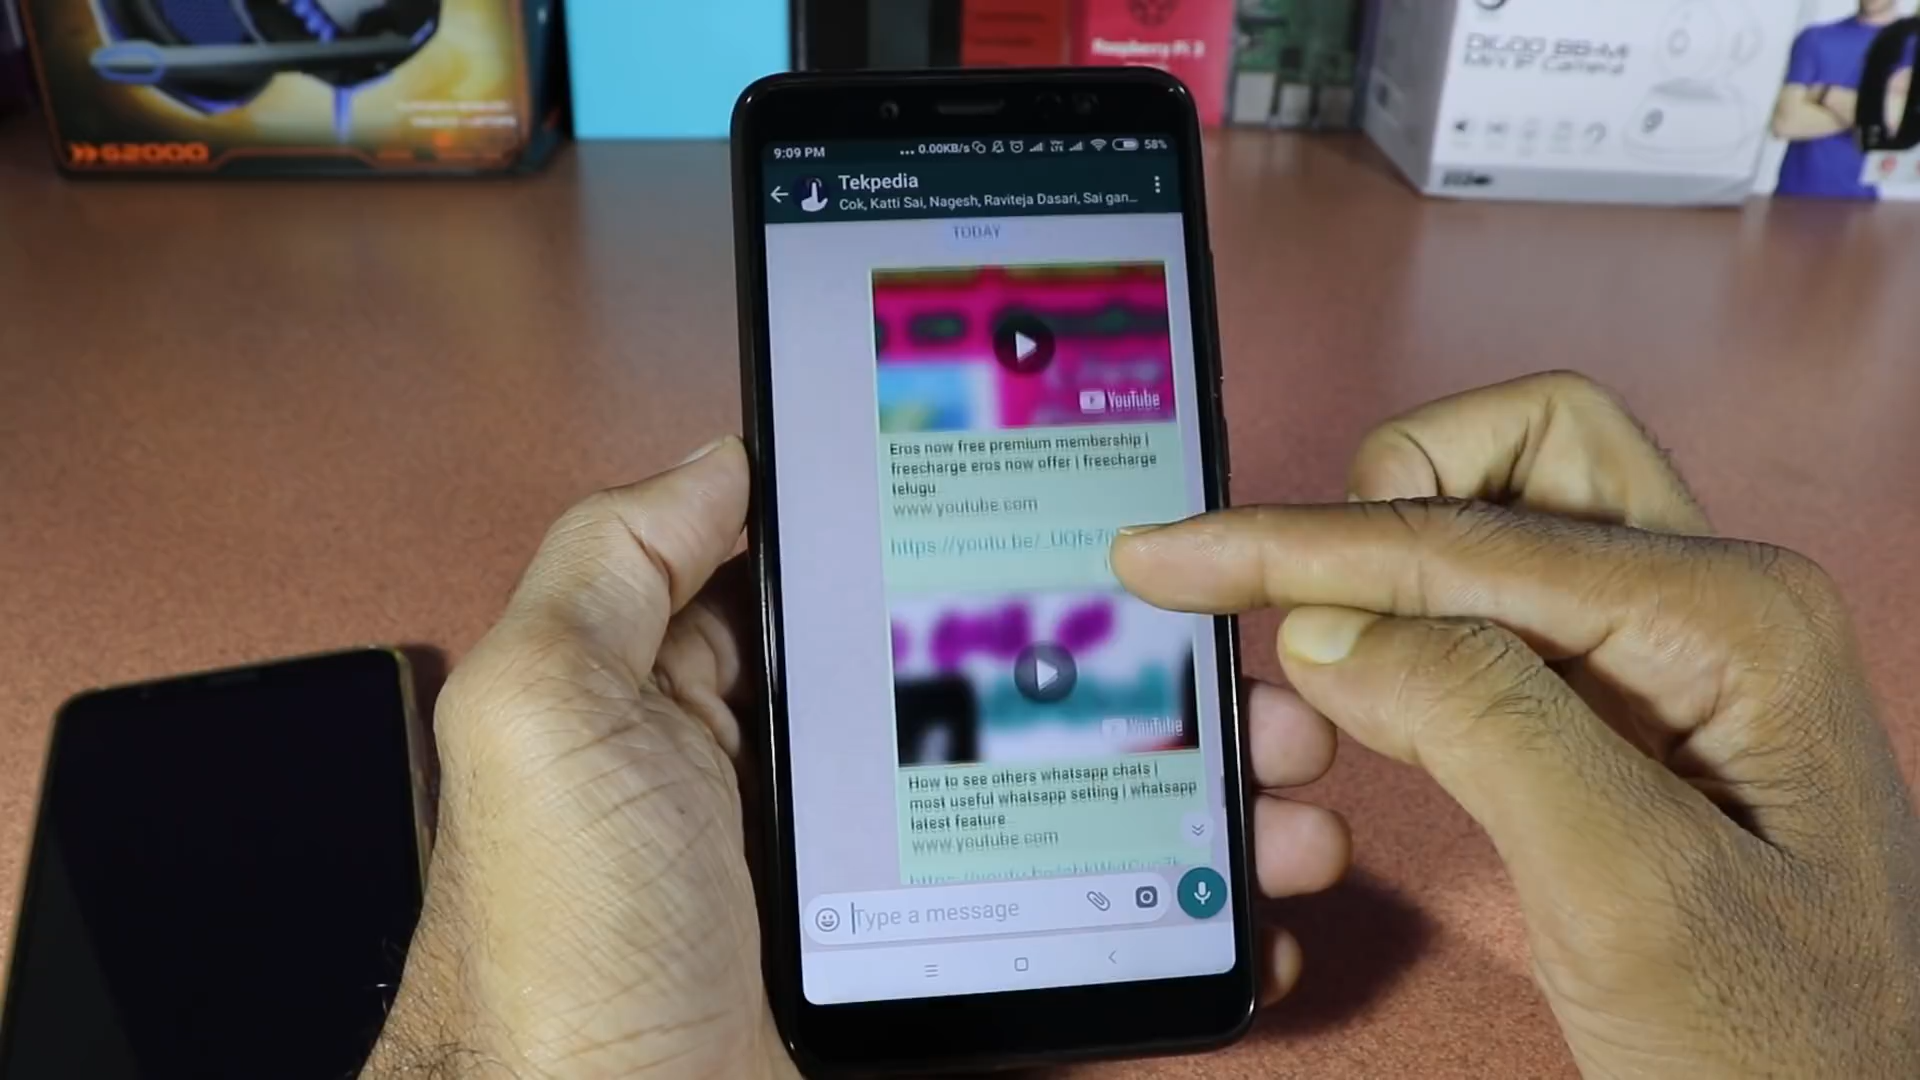 G2000
Raspberry Pi 3
Mini IP Camera
9:09 PM
... 0.00KB/s
58%
Tekpedia
Cok, Katti Sai, Nagesh, Raviteja Dasari, Sai gan...
TODAY
YouTube
Eros now free premium membership |
freecharge eros now offer | freecharge
telugu
www.youtube.com
https://youtu.be/_UQfs7
YouTube
How to see others whatsapp chats |
most useful whatsapp setting | whatsapp
latest feature
www.youtube.com
Type a message